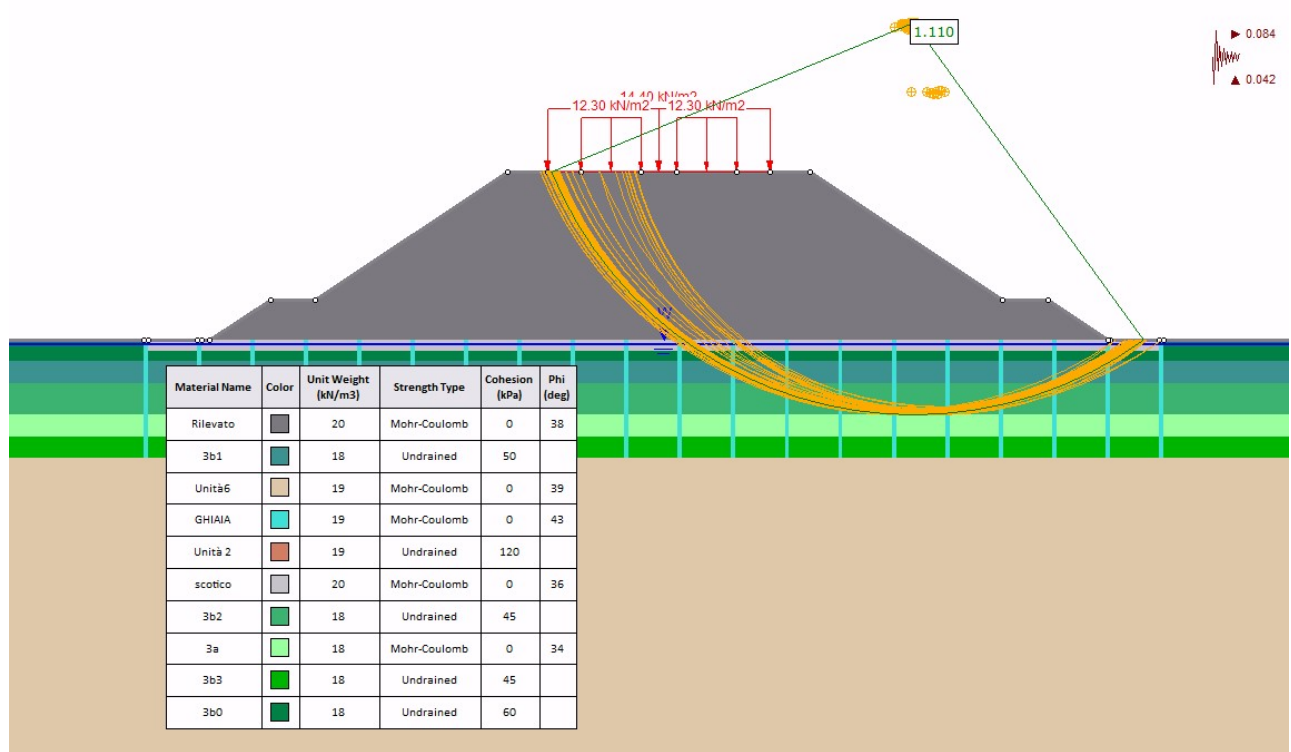 1.110
0.084
0.042
14.40 kN/m2
12.30 kN/m2 12.30 kN/m2
W
Material Name Color Unit Weight (kN/m3) Strength Type Cohesion (kPa) Phi (deg)
Rilevato 20 Mohr-Coulomb 0 38
3b1 18 Undrained 50
Unità6 19 Mohr-Coulomb 0 39
GHIAIA 19 Mohr-Coulomb 0 43
Unità 2 19 Undrained 120
scotico 20 Mohr-Coulomb 0 36
3b2 18 Undrained 45
3a 18 Mohr-Coulomb 0 34
3b3 18 Undrained 45
3b0 18 Undrained 60